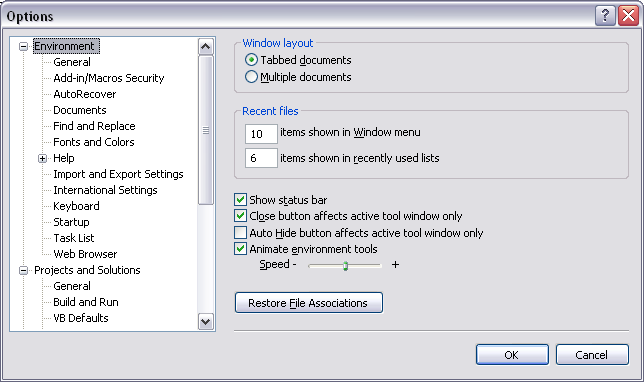 Options
Environment
General
Add-in/Macros Security
AutoRecover
Documents
Find and Replace
Fonts and Colors
Help
Import and Export Settings
International Settings
Keyboard
Startup
Task List
Web Browser
Projects and Solutions
General
Build and Run
VB Defaults
Window layout
Tabbed documents
Multiple documents
Recent files
10 items shown in Window menu
6 items shown in recently used lists
Show status bar
Close button affects active tool window only
Auto Hide button affects active tool window only
Animate environment tools
Speed - +
Restore File Associations
OK Cancel